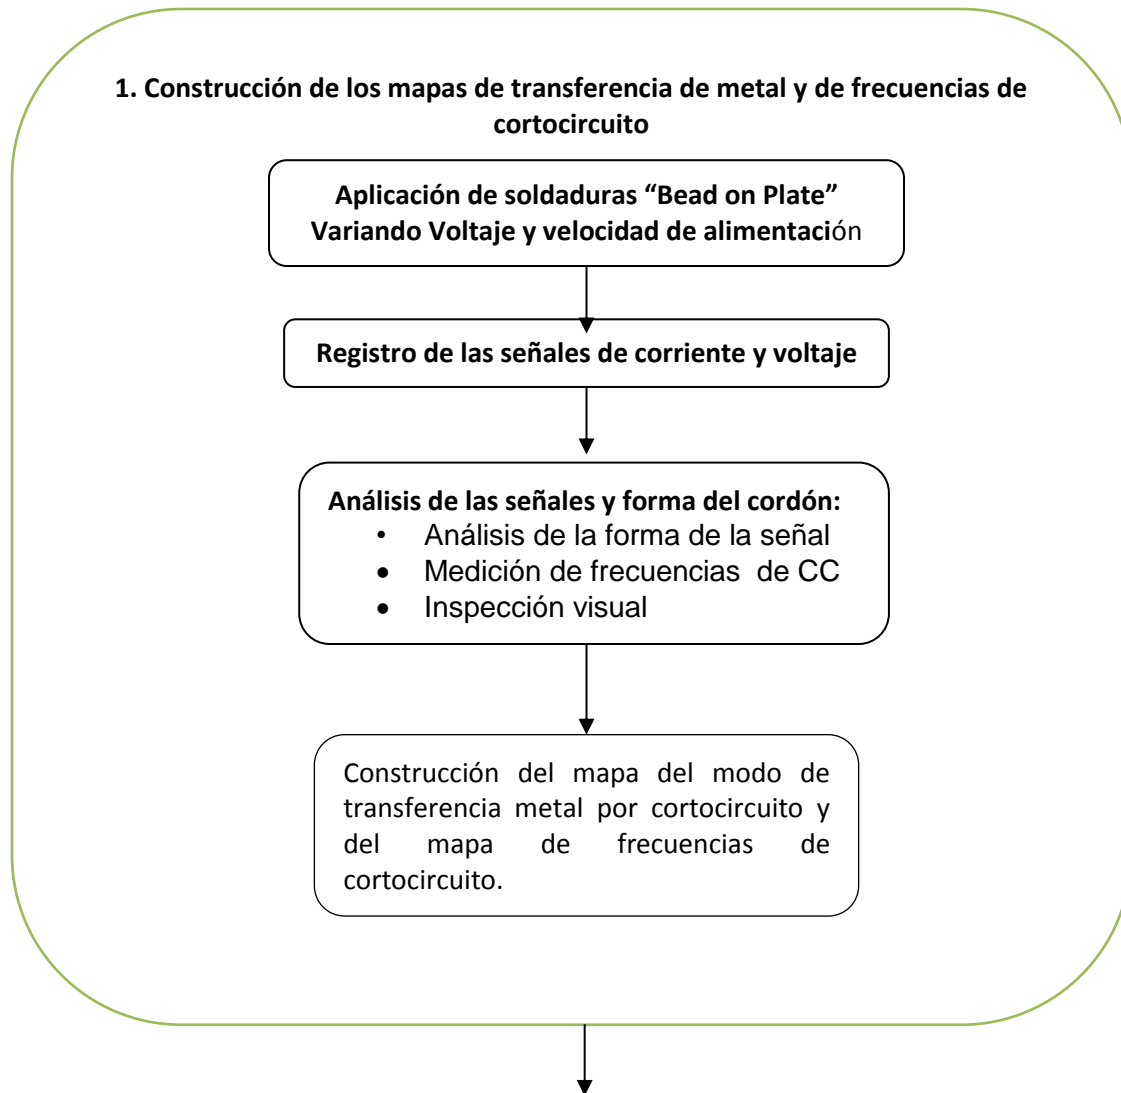 1. Construcción de los mapas de transferencia de metal y de frecuencias de
cortocircuito
Aplicación de soldaduras “Bead on Plate”
Variando Voltaje y velocidad de alimentación
Registro de las señales de corriente y voltaje
Análisis de las señales y forma del cordón:
• Análisis de la forma de la señal
• Medición de frecuencias de CC
• Inspección visual
Construcción del mapa del modo de
transferencia metal por cortocircuito y
del mapa de frecuencias de
cortocircuito.